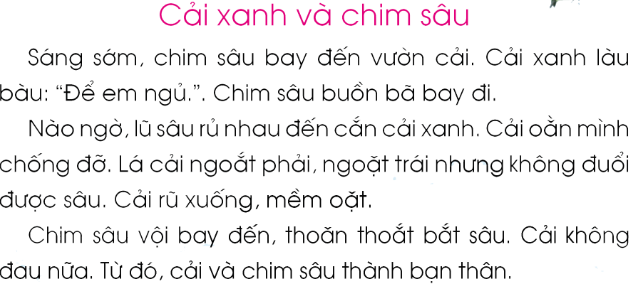 Cải xanh và chim sâu
Sáng sớm, chim sâu bay đến vườn cải. Cải xanh làu
bàu: “Để em ngủ.”. Chim sâu buồn bã bay đi.
Nào ngờ, lũ sâu rủ nhau đến cắn cải xanh. Cải oằn mình
chống đỡ. Lá cải ngoắt phải, ngoặt trái nhưng không đuổi
được sâu. Cải rũ xuống, mềm oặt.
Chim sâu vội bay đến, thoăn thoắt bắt sâu. Cải không
đau nữa. Từ đó, cải và chim sâu thành bạn thân.